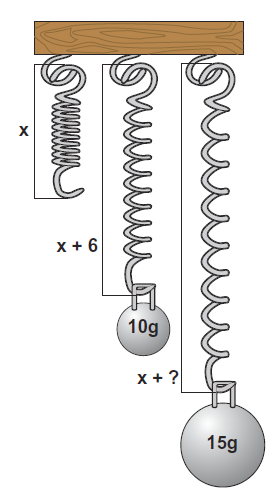 x
x + 6
10g
x + ?
15g